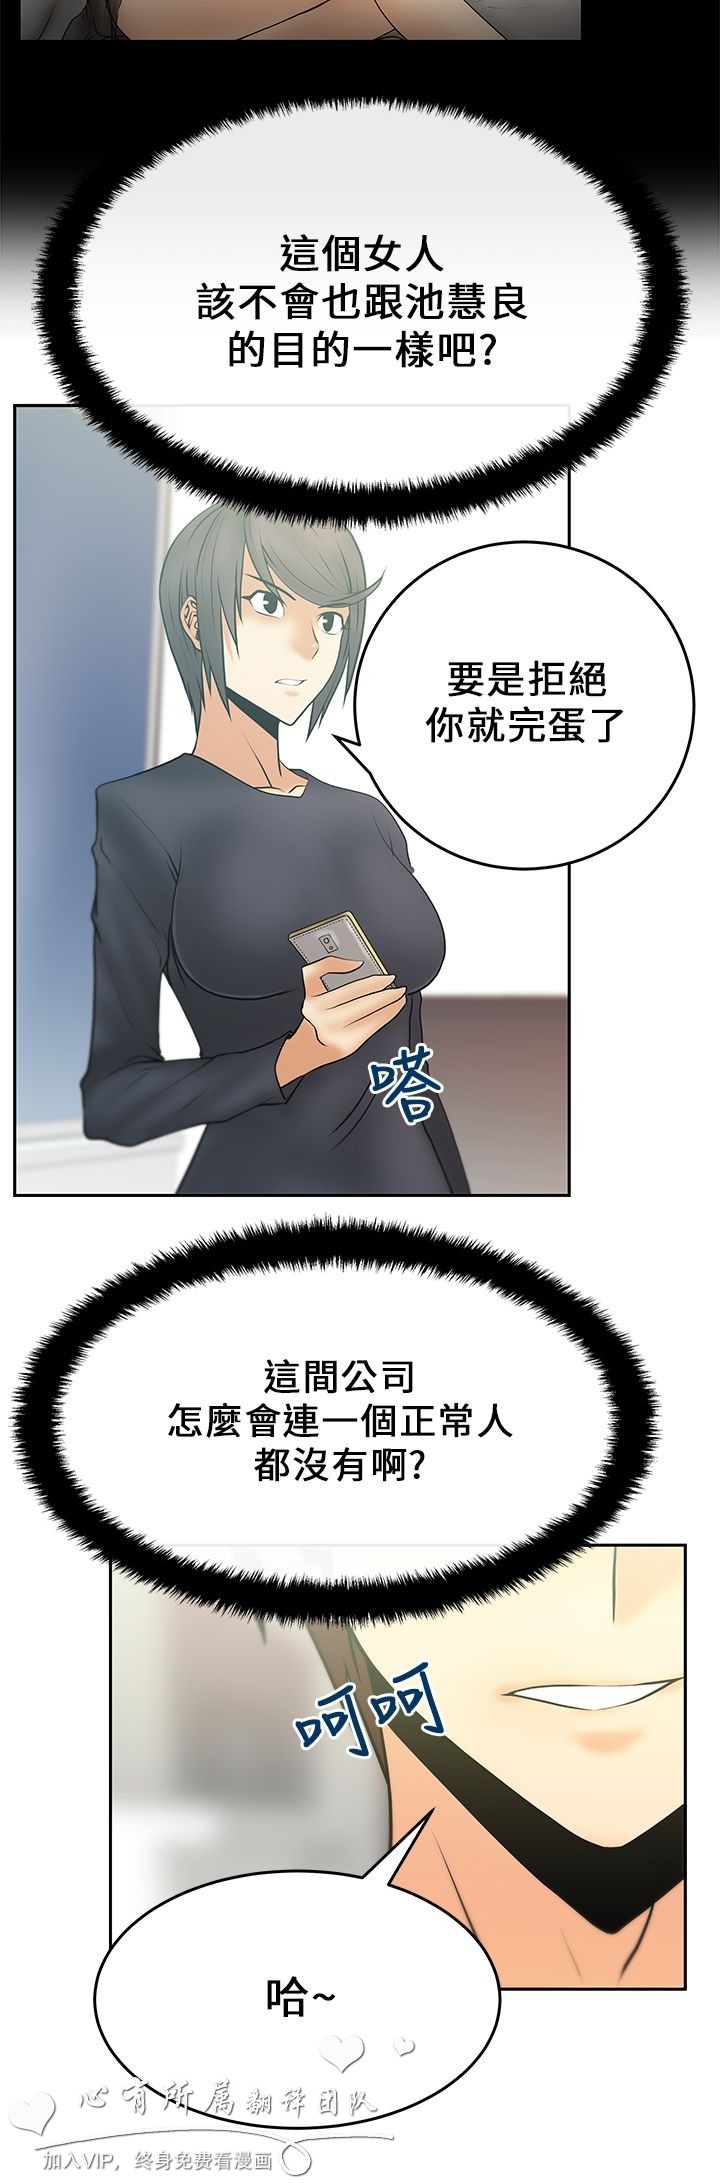 這個女人
該不會也跟池慧良
的目的一樣吧?
要是拒絕
你就完蛋了
嗒
這間公司
怎麼會連一個正常人
都沒有啊?
呵呵
哈~
心有所屬翻译团队
加入VIP，终身免费看漫画